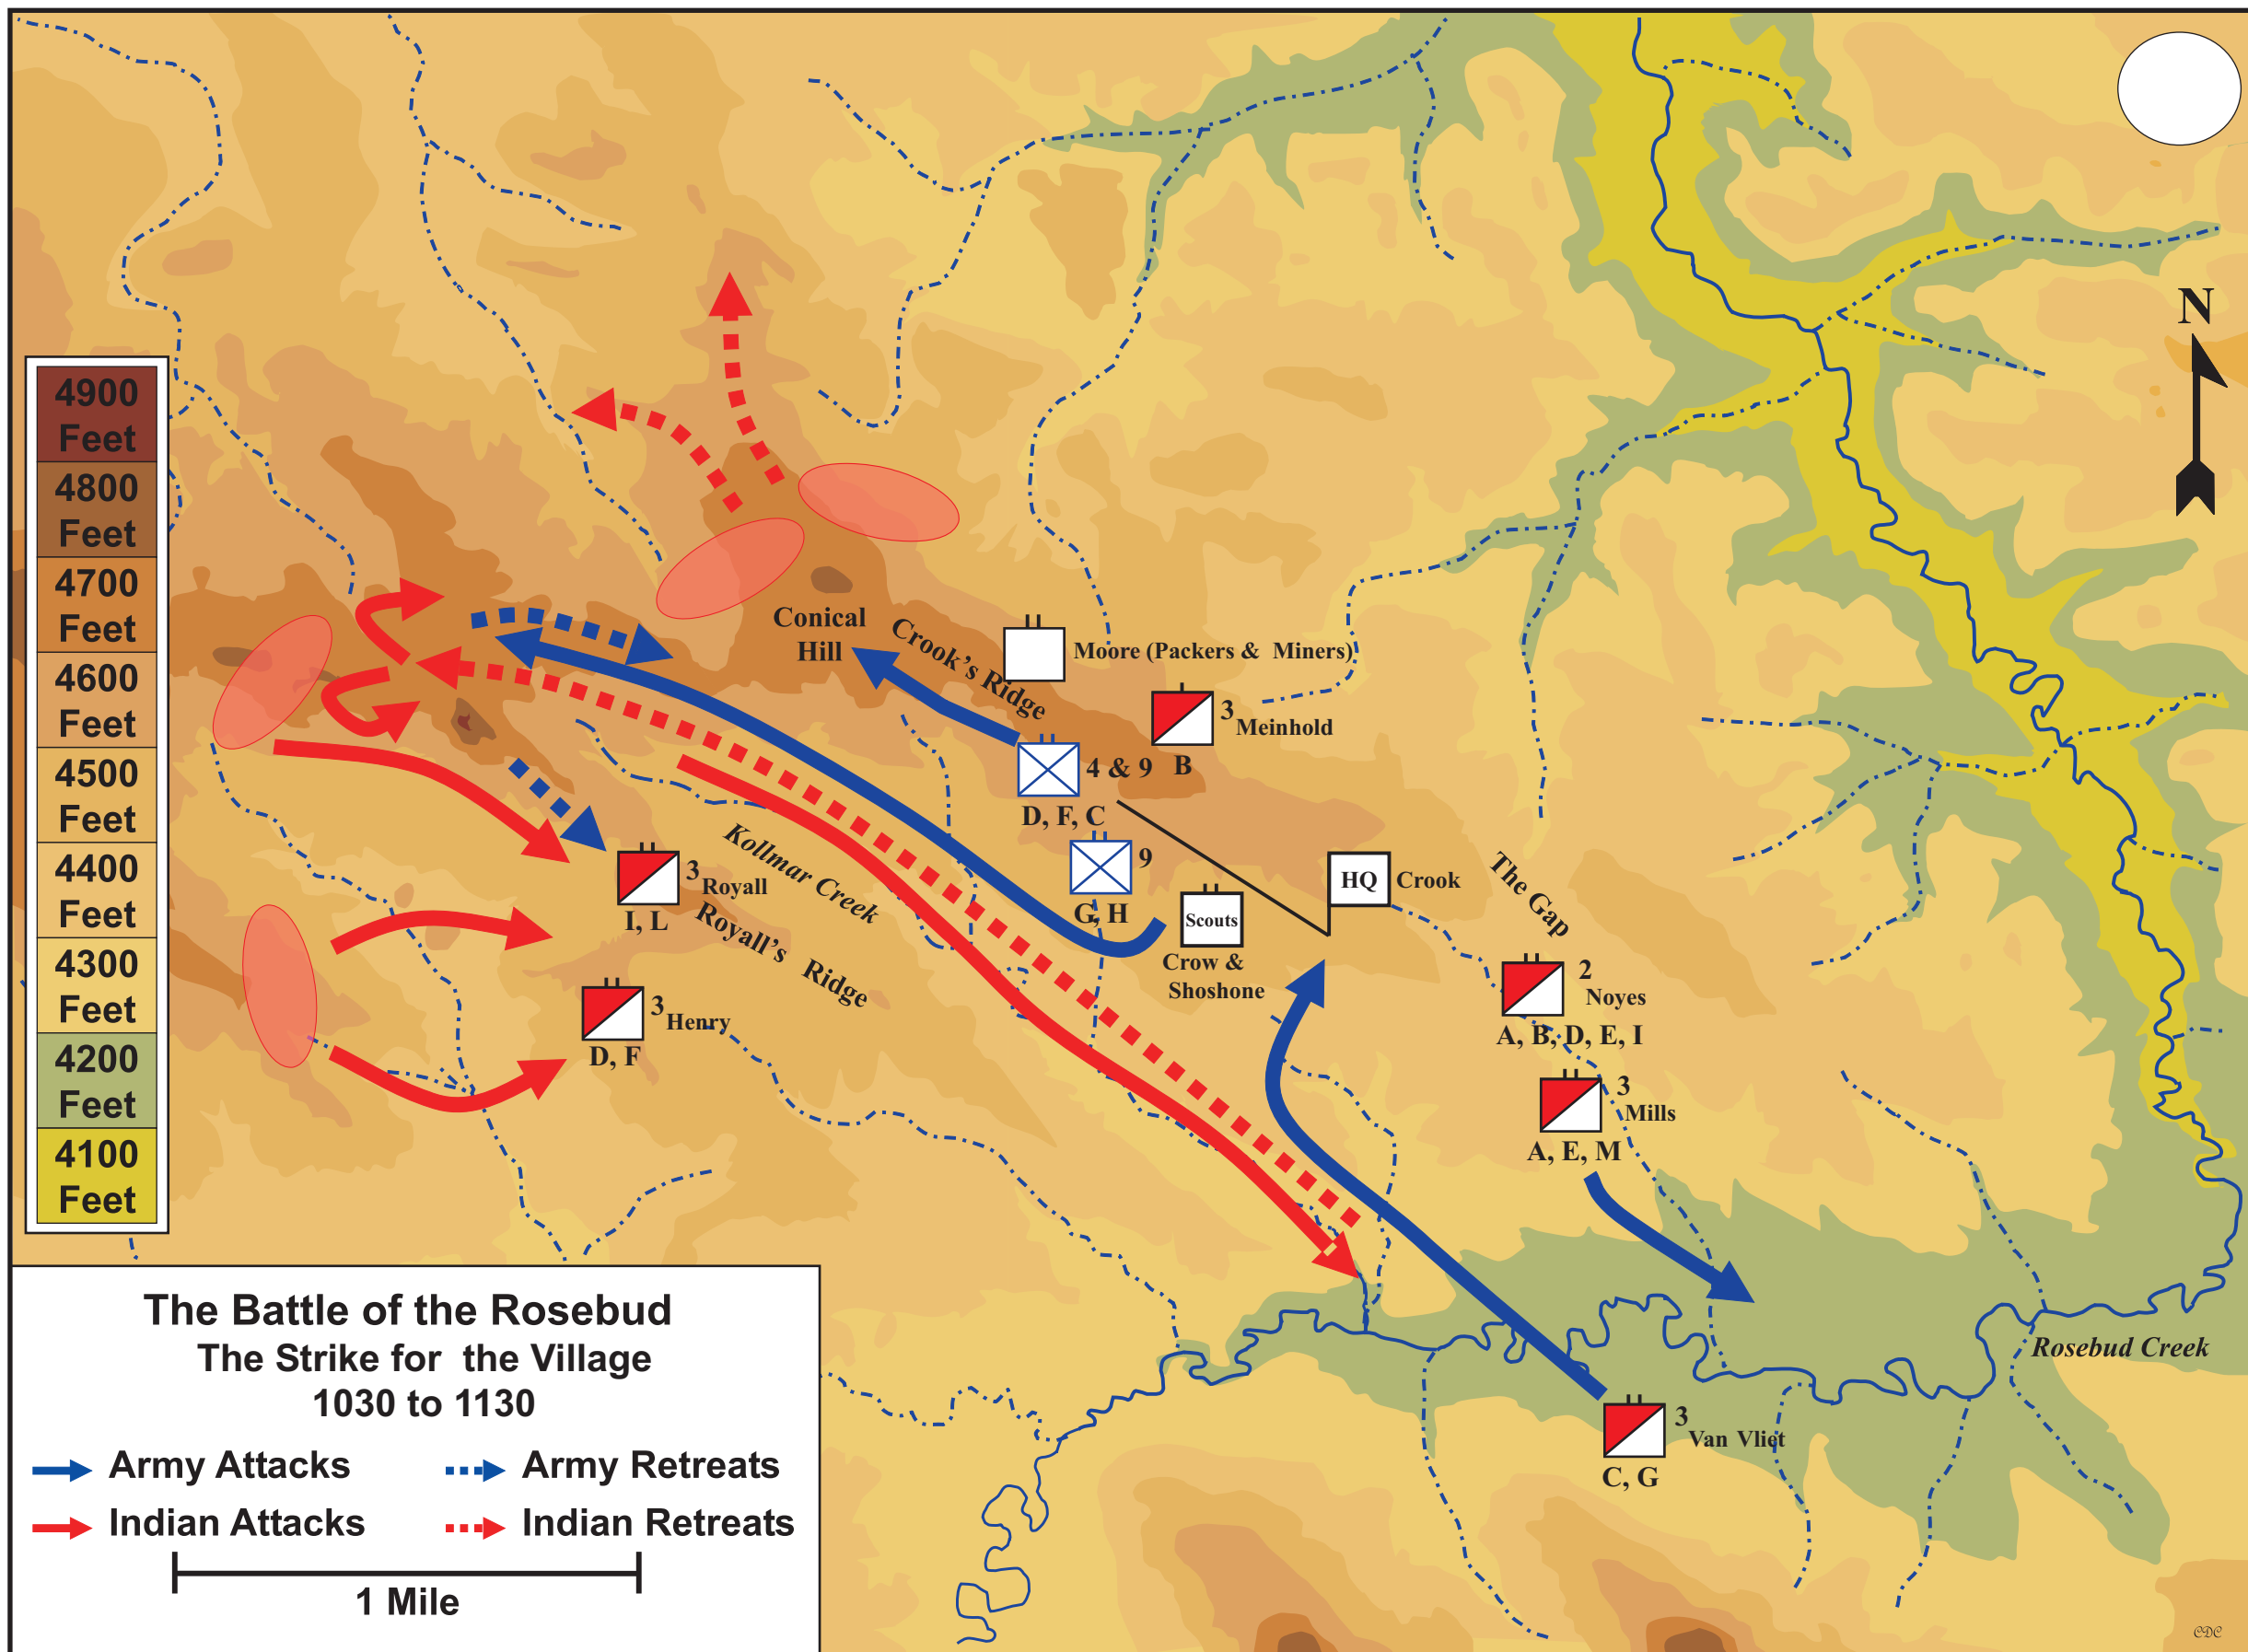 N
4900
Feet
4800
Feet
4700
Feet
4600
Feet
4500
Feet
4400
Feet
4300
Feet
4200
Feet
4100
Feet
Conical
Hill
Crook's Ridge
Moore (Packers & Miners)
3
Meinhold
B
4 & 9
D, F, C
9
G, H
Scouts
Crow &
Shoshone
HQ
Crook
The Gap
2
Noyes
A, B, D, E, I
3
Mills
A, E, M
3
Royall
I, L
Kollmar Creek
Royall's Ridge
3
Henry
D, F
Rosebud Creek
3
Van Vliet
C, G
The Battle of the Rosebud
The Strike for the Village
1030 to 1130
Army Attacks
Army Retreats
Indian Attacks
Indian Retreats
1 Mile
CDC